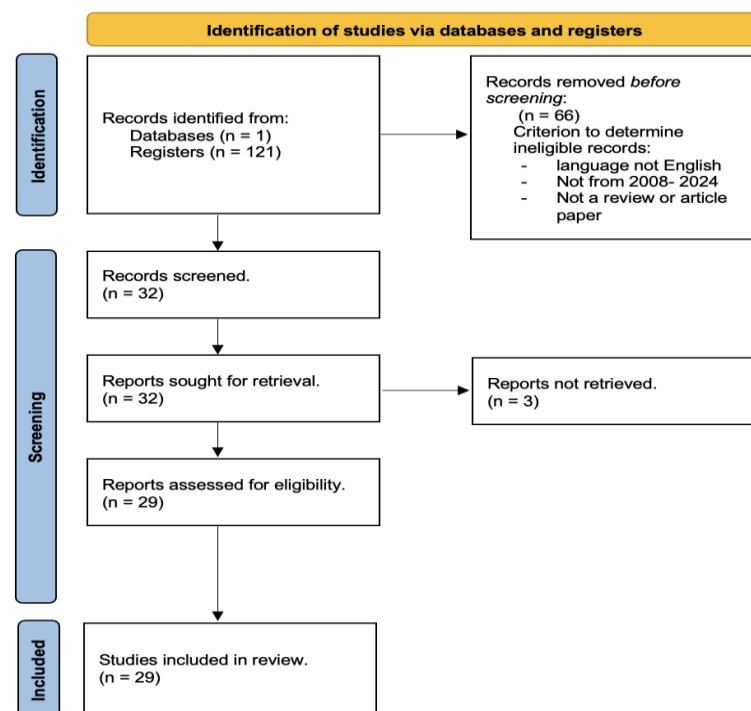 Identification of studies via databases and registers
Identification
Records identified from:
Databases (n = 1)
Registers (n = 121)
Records removed before
screening:
(n = 66)
Criterion to determine
ineligible records:
- language not English
- Not from 2008- 2024
- Not a review or article
paper
Screening
Records screened.
(n = 32)
Reports sought for retrieval.
(n = 32)
Reports not retrieved.
(n = 3)
Reports assessed for eligibility.
(n = 29)
Included
Studies included in review.
(n = 29)